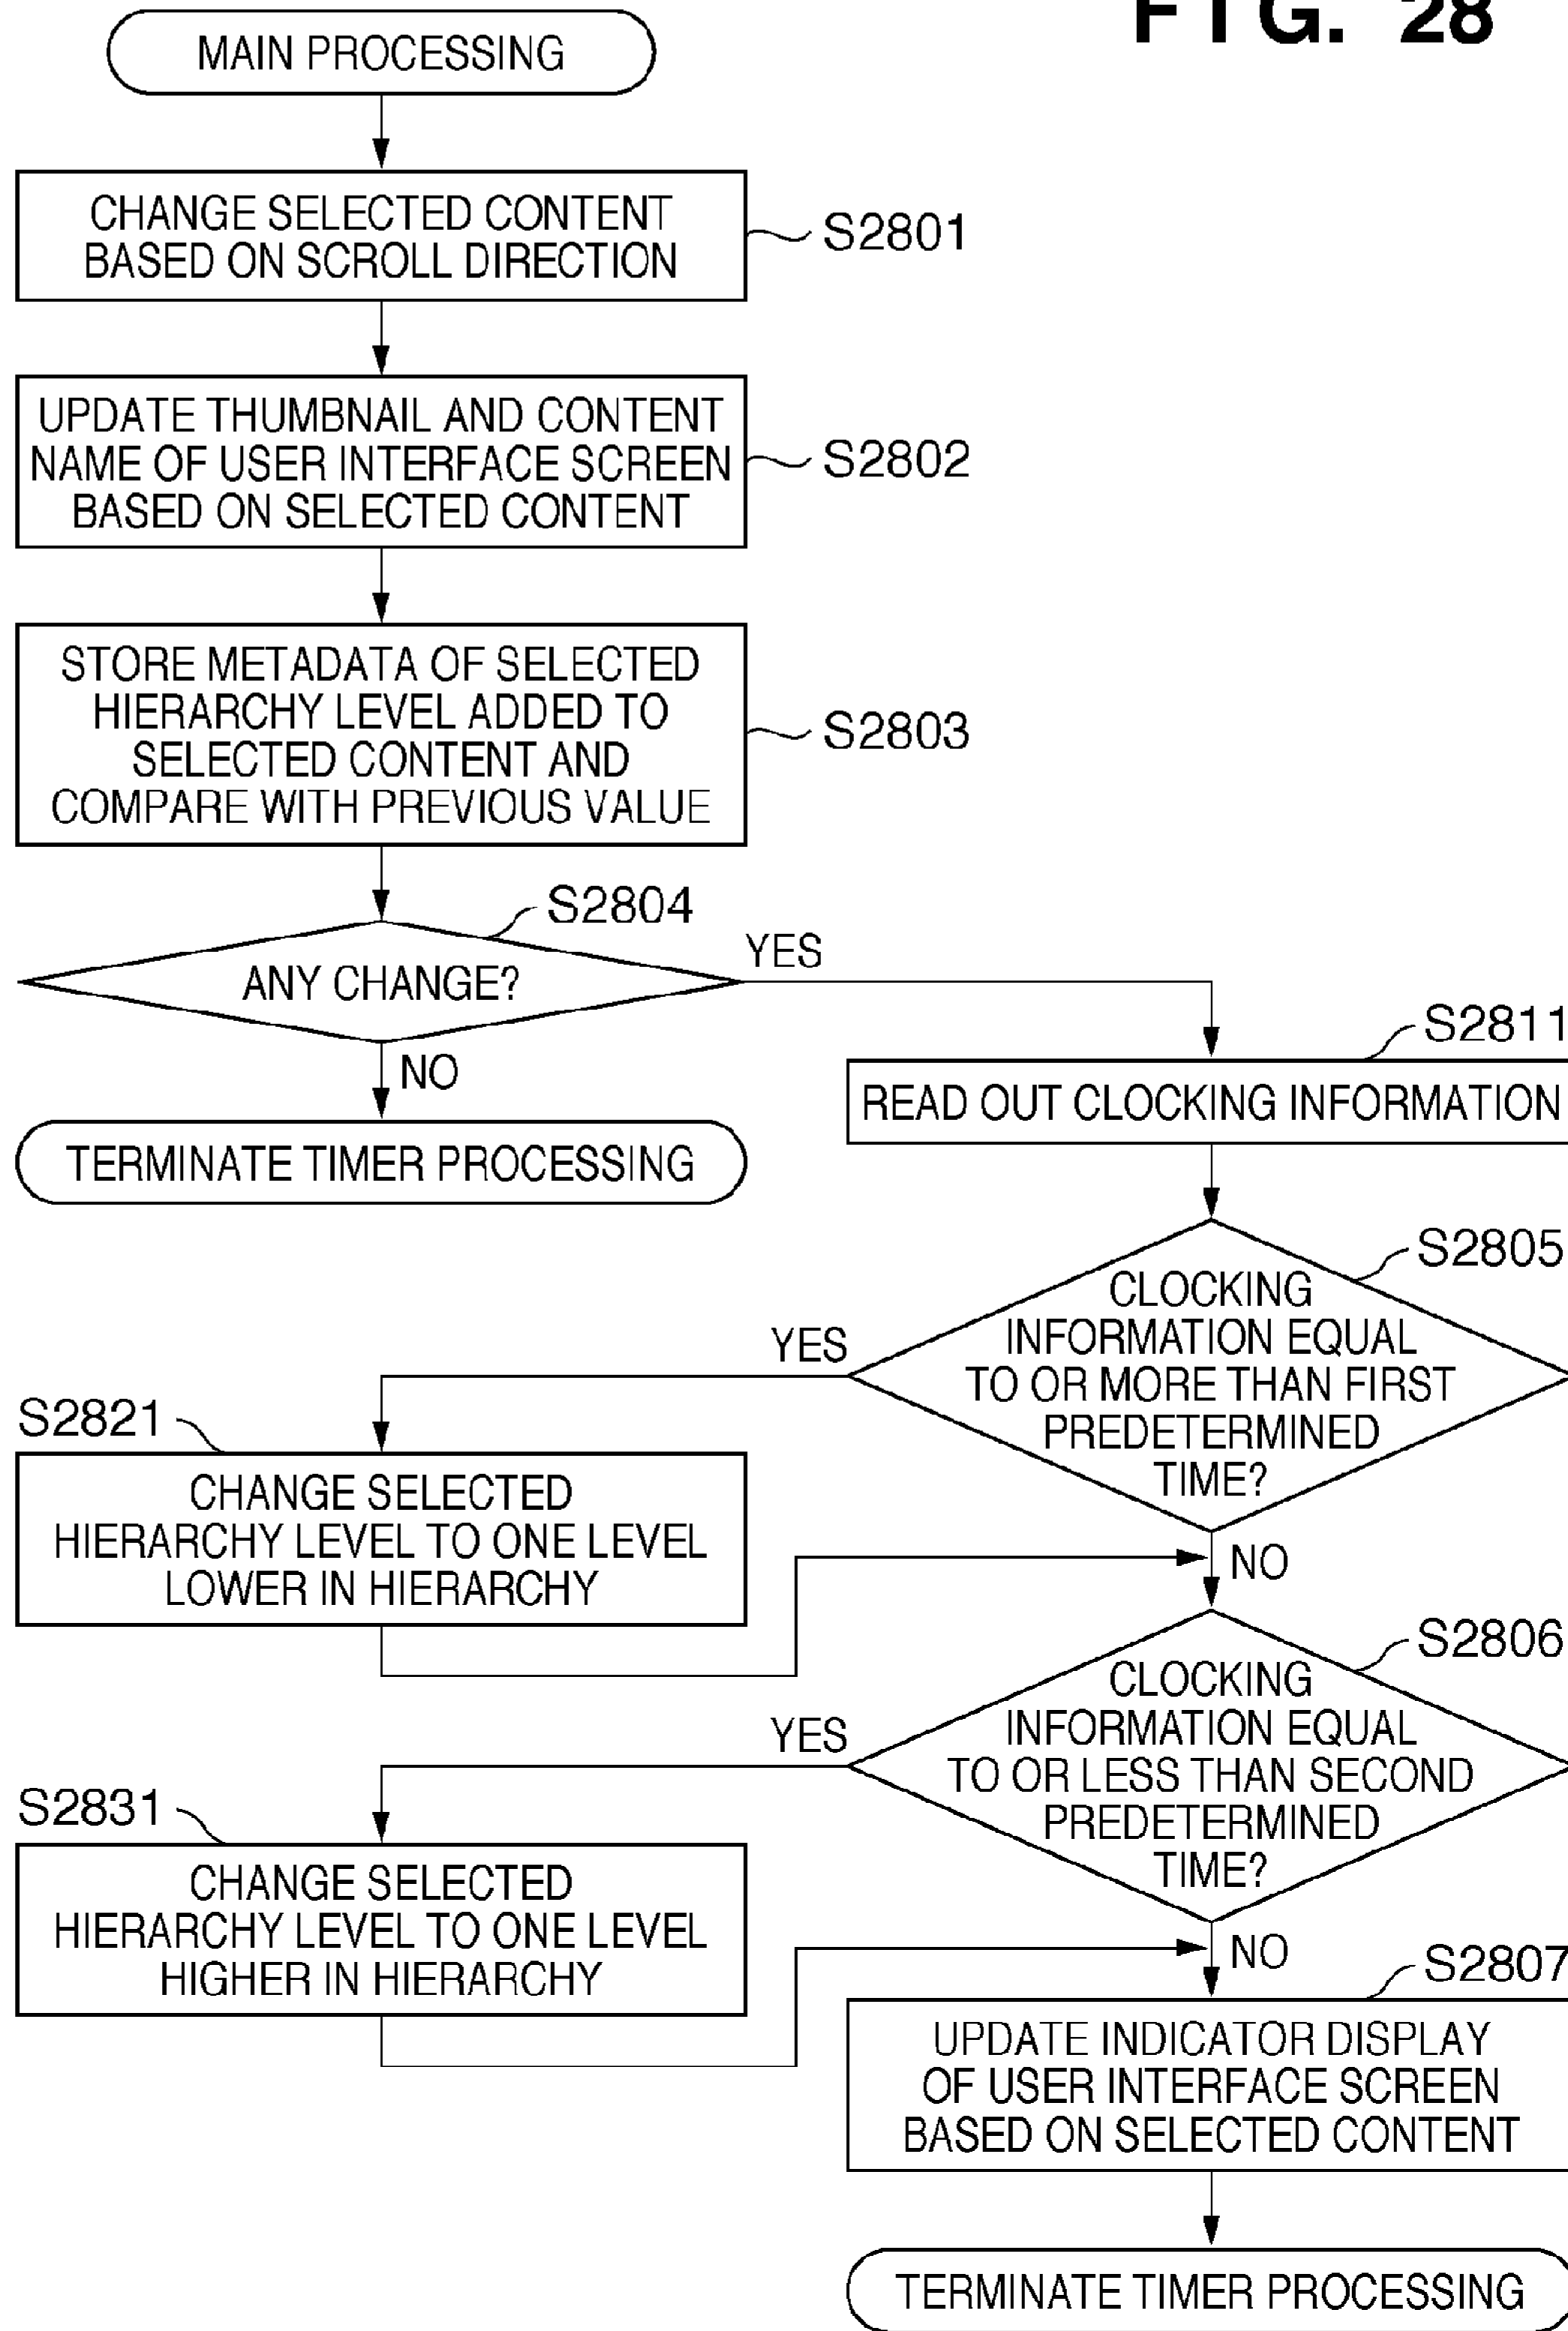 FIG. 28
MAIN PROCESSING
CHANGE SELECTED CONTENT
BASED ON SCROLL DIRECTION
S2801
UPDATE THUMBNAIL AND CONTENT
NAME OF USER INTERFACE SCREEN
BASED ON SELECTED CONTENT
S2802
STORE METADATA OF SELECTED
HIERARCHY LEVEL ADDED TO
SELECTED CONTENT AND
COMPARE WITH PREVIOUS VALUE
S2803
S2804
ANY CHANGE?
YES
NO
TERMINATE TIMER PROCESSING
S2811
READ OUT CLOCKING INFORMATION
S2805
CLOCKING
INFORMATION EQUAL
TO OR MORE THAN FIRST
PREDETERMINED
TIME?
YES
S2821
CHANGE SELECTED
HIERARCHY LEVEL TO ONE LEVEL
LOWER IN HIERARCHY
NO
S2806
CLOCKING
INFORMATION EQUAL
TO OR LESS THAN SECOND
PREDETERMINED
TIME?
YES
S2831
CHANGE SELECTED
HIERARCHY LEVEL TO ONE LEVEL
HIGHER IN HIERARCHY
NO
S2807
UPDATE INDICATOR DISPLAY
OF USER INTERFACE SCREEN
BASED ON SELECTED CONTENT
TERMINATE TIMER PROCESSING